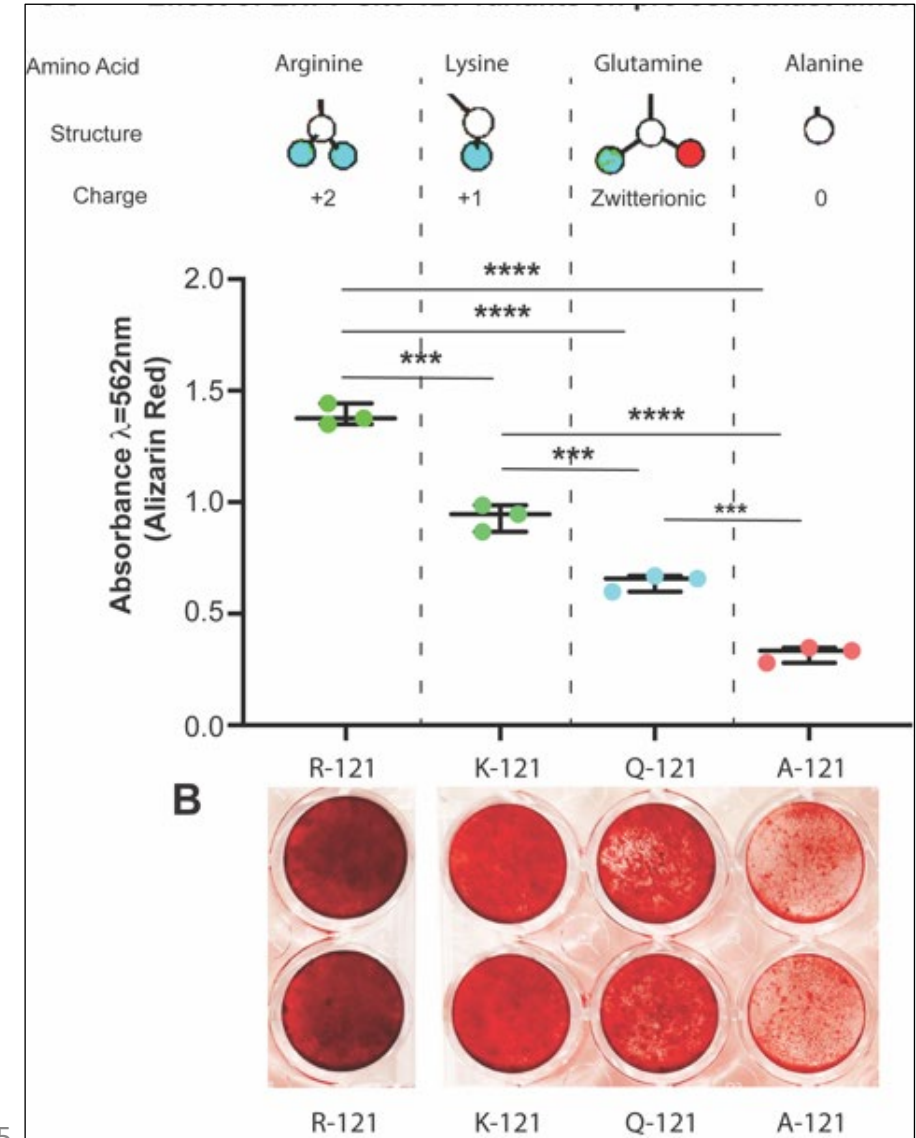 Amino Acid Arginine Lysine Glutamine Alanine
Structure
Charge +2 +1 Zwitterionic 0
****
****
***
****
***
***
Absorbance λ=562nm
(Alizarin Red)
2.0
1.5
1.0
0.5
0.0
R-121 K-121 Q-121 A-121
B
R-121 K-121 Q-121 A-121
5